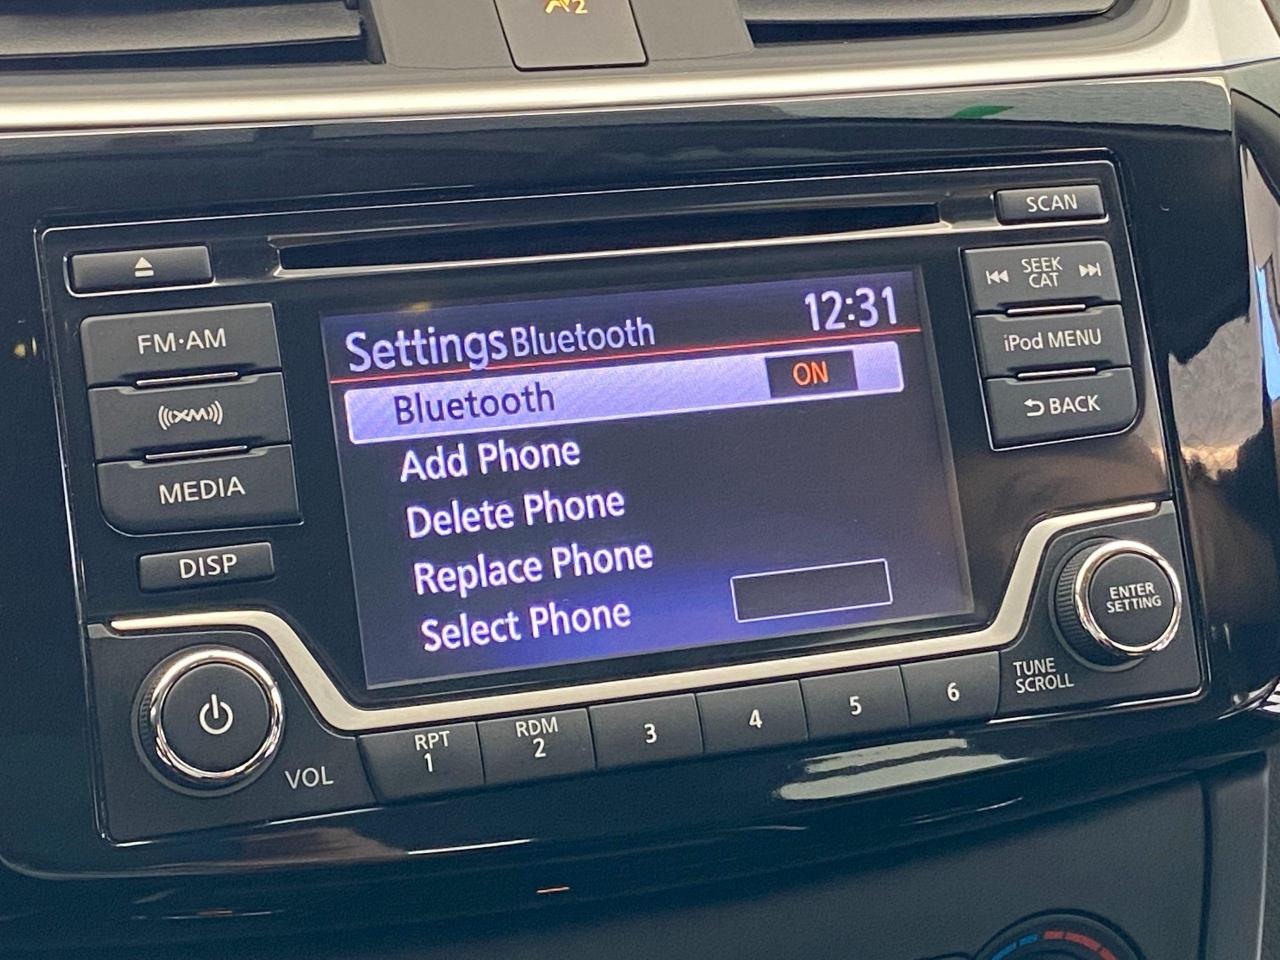 SCAN
SEEK
CAT
FM·AM
Settings Bluetooth 12:31
iPod MENU
Bluetooth ON
((XM))
BACK
Add Phone
MEDIA
Delete Phone
DISP
Replace Phone
Select Phone
ENTER
SETTING
TUNE
SCROLL
VOL
RPT
1
RDM
2
3
4
5
6